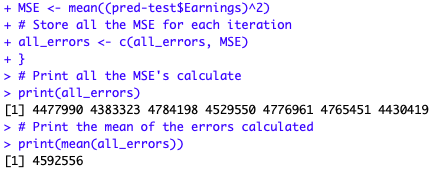 + MSE <- mean((pred-test$Earnings)^2)
+ # Store all the MSE for each iteration
+ all_errors <- c(all_errors, MSE)
+ }
> # Print all the MSE's calculate
> print(all_errors)
[1] 4477990 4383323 4784198 4529550 4776961 4765451 4430419
> # Print the mean of the errors calculated
> print(mean(all_errors))
[1] 4592556